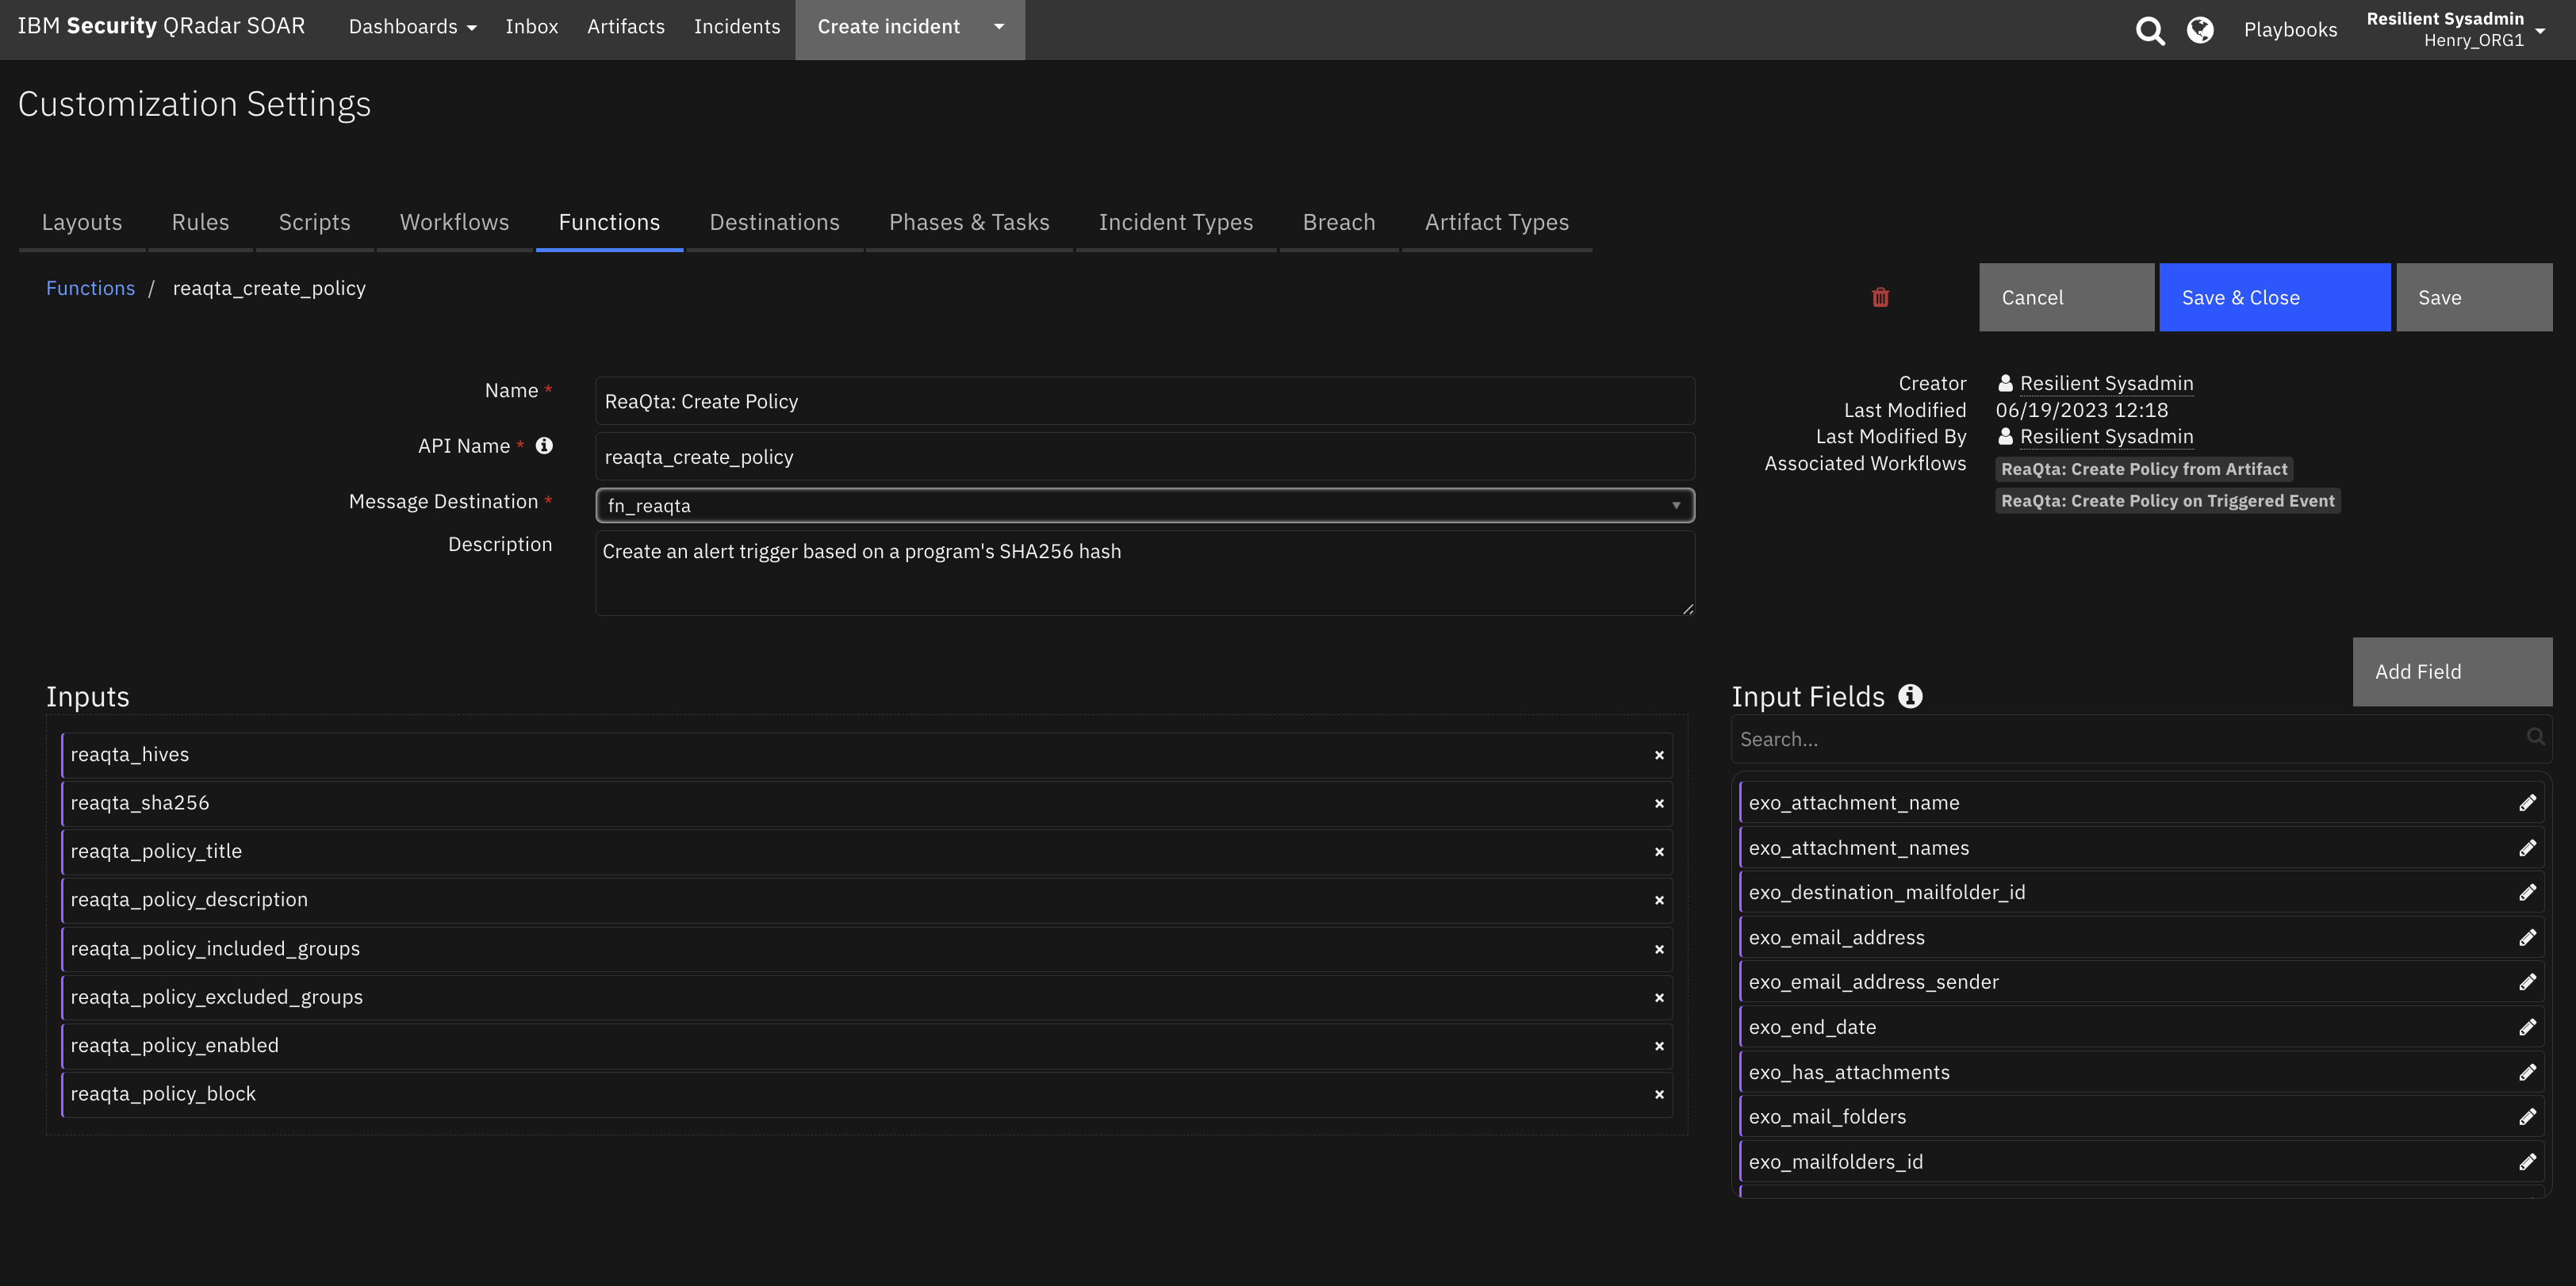 IBM Security QRadar SOAR Dashboards Inbox Artifacts Incidents Create incident Playbooks Resilient Sysadmin
Henry_ORG1
Customization Settings
Layouts Rules Scripts Workflows Functions Destinations Phases & Tasks Incident Types Breach Artifact Types
Functions / reaqta_create_policy
Cancel Save & Close Save
Name * ReaQta: Create Policy
API Name * reaqta_create_policy
Message Destination * fn_reaqta
Description Create an alert trigger based on a program's SHA256 hash
Creator Resilient Sysadmin
Last Modified 06/19/2023 12:18
Last Modified By Resilient Sysadmin
Associated Workflows ReaQta: Create Policy from Artifact
ReaQta: Create Policy on Triggered Event
Add Field
Inputs
reaqta_hives
reaqta_sha256
reaqta_policy_title
reaqta_policy_description
reaqta_policy_included_groups
reaqta_policy_excluded_groups
reaqta_policy_enabled
reaqta_policy_block
Input Fields
Search...
exo_attachment_name
exo_attachment_names
exo_destination_mailfolder_id
exo_email_address
exo_email_address_sender
exo_end_date
exo_has_attachments
exo_mail_folders
exo_mailfolders_id